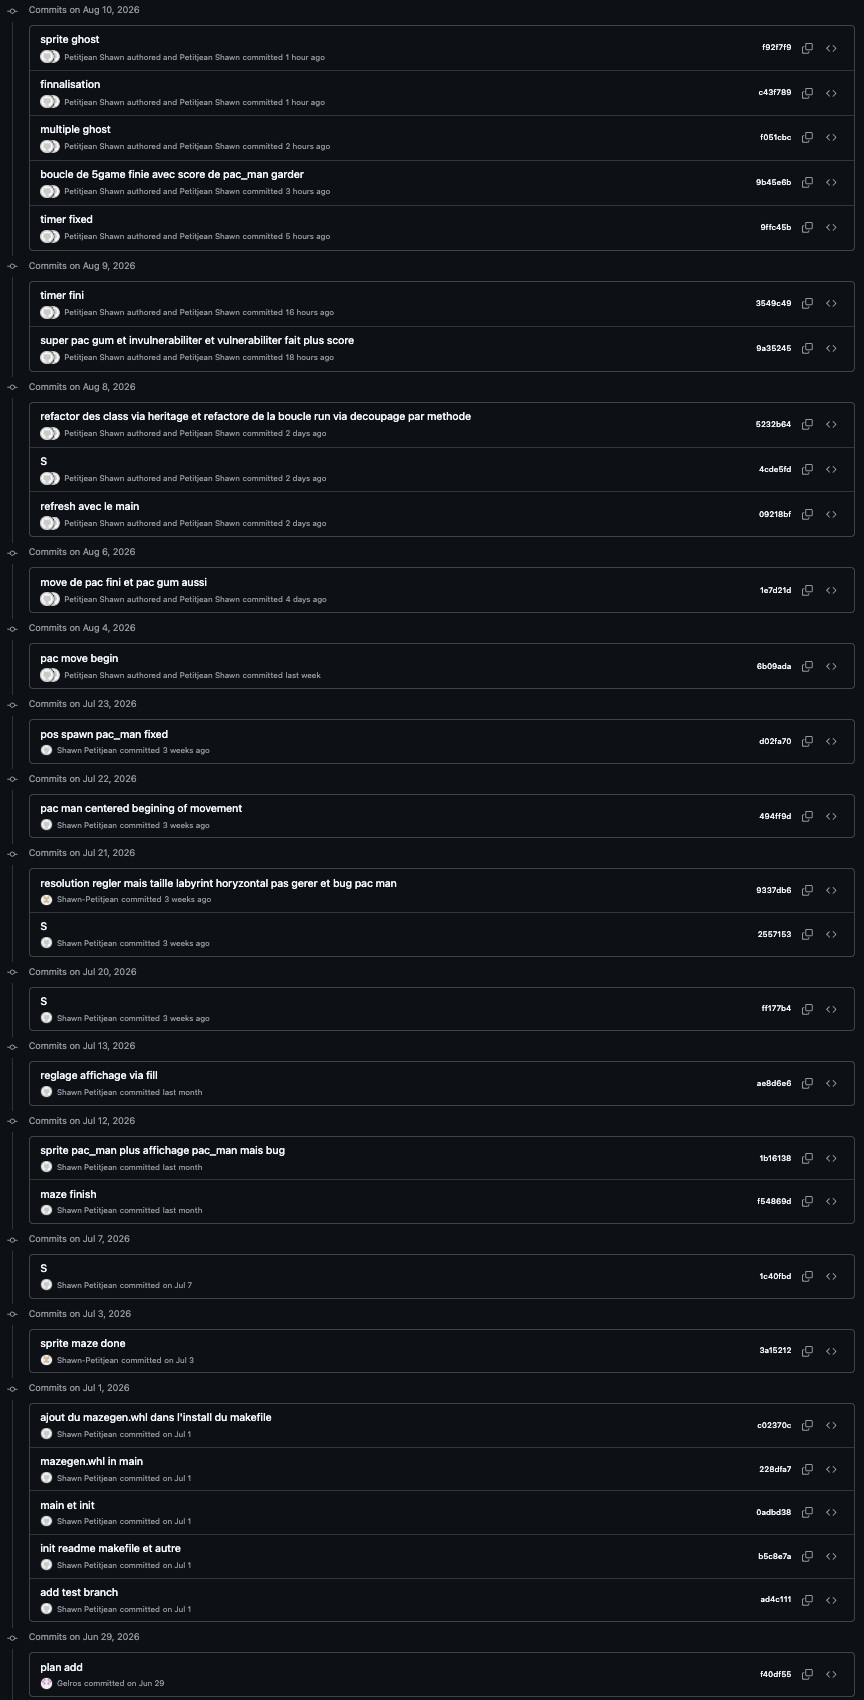 Commits on Aug 10, 2026
sprite ghost
Petitjean Shawn authored and Petitjean Shawn committed 1 hour ago
f92f7f9
finnalisation
Petitjean Shawn authored and Petitjean Shawn committed 1 hour ago
c43f789
multiple ghost
Petitjean Shawn authored and Petitjean Shawn committed 2 hours ago
f051cbc
boucle de 5game finie avec score de pac_man garder
Petitjean Shawn authored and Petitjean Shawn committed 3 hours ago
9b45e6b
timer fixed
Petitjean Shawn authored and Petitjean Shawn committed 5 hours ago
9ffc45b
Commits on Aug 9, 2026
timer fini
Petitjean Shawn authored and Petitjean Shawn committed 16 hours ago
3549c49
super pac gum et invulnerabiliter et vulnerabiliter fait plus score
Petitjean Shawn authored and Petitjean Shawn committed 18 hours ago
9a35245
Commits on Aug 8, 2026
refactor des class via heritage et refactore de la boucle run via decoupage par methode
Petitjean Shawn authored and Petitjean Shawn committed 2 days ago
5232b64
S
Petitjean Shawn authored and Petitjean Shawn committed 2 days ago
4cde5fd
refresh avec le main
Petitjean Shawn authored and Petitjean Shawn committed 2 days ago
09218bf
Commits on Aug 6, 2026
move de pac fini et pac gum aussi
Petitjean Shawn authored and Petitjean Shawn committed 4 days ago
1e7d21d
Commits on Aug 4, 2026
pac move begin
Petitjean Shawn authored and Petitjean Shawn committed last week
6b09ada
Commits on Jul 23, 2026
pos spawn pac_man fixed
Shawn Petitjean committed 3 weeks ago
d02fa70
Commits on Jul 22, 2026
pac man centered begining of movement
Shawn Petitjean committed 3 weeks ago
494ff9d
Commits on Jul 21, 2026
resolution regler mais taille labyrint horyzontal pas gerer et bug pac man
Shawn-Petitjean committed 3 weeks ago
9337db6
S
Shawn Petitjean committed 3 weeks ago
2557153
Commits on Jul 20, 2026
S
Shawn Petitjean committed 3 weeks ago
ff177b4
Commits on Jul 13, 2026
reglage affichage via fill
Shawn Petitjean committed last month
ae8d6e6
Commits on Jul 12, 2026
sprite pac_man plus affichage pac_man mais bug
Shawn Petitjean committed last month
1b16138
maze finish
Shawn Petitjean committed last month
f54869d
Commits on Jul 7, 2026
S
Shawn Petitjean committed on Jul 7
1c40fbd
Commits on Jul 3, 2026
sprite maze done
Shawn-Petitjean committed on Jul 3
3a15212
Commits on Jul 1, 2026
ajout du mazegen.whl dans l'install du makefile
Shawn Petitjean committed on Jul 1
c02370c
mazegen.whl in main
Shawn Petitjean committed on Jul 1
228dfa7
main et init
Shawn Petitjean committed on Jul 1
0adbd38
init readme makefile et autre
Shawn Petitjean committed on Jul 1
b5c8e7a
add test branch
Shawn Petitjean committed on Jul 1
ad4c111
Commits on Jun 29, 2026
plan add
Gelros committed on Jun 29
f40df55